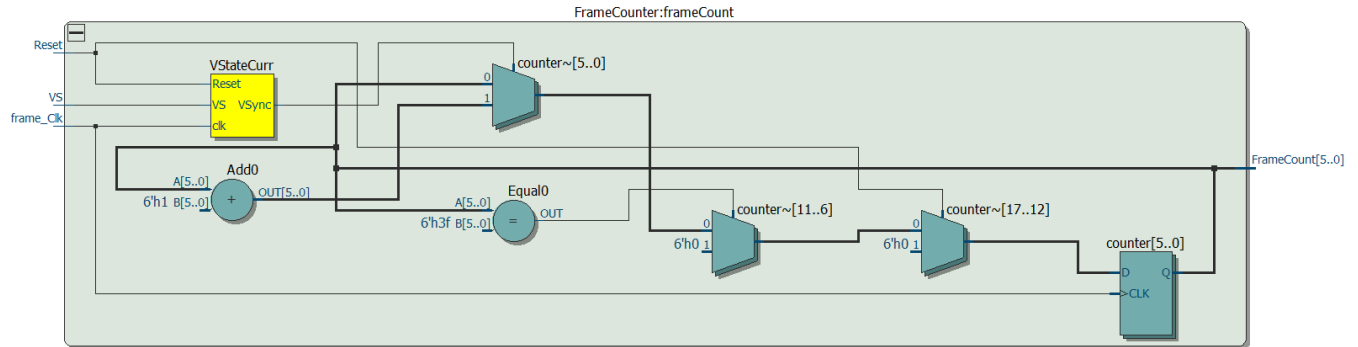 FrameCounter:frameCount
Reset
VStateCurr
Reset
VS VSync
clk
VS
frame_Clk
counter~[5..0]
0
1
Add0
A[5..0]
6'h1 B[5..0]
+
OUT[5..0]
Equal0
A[5..0]
6'h3f B[5..0]
=
OUT
counter~[11..6]
0
6'h0 1
counter~[17..12]
0
6'h0 1
counter[5..0]
D Q
CLK
FrameCount[5..0]